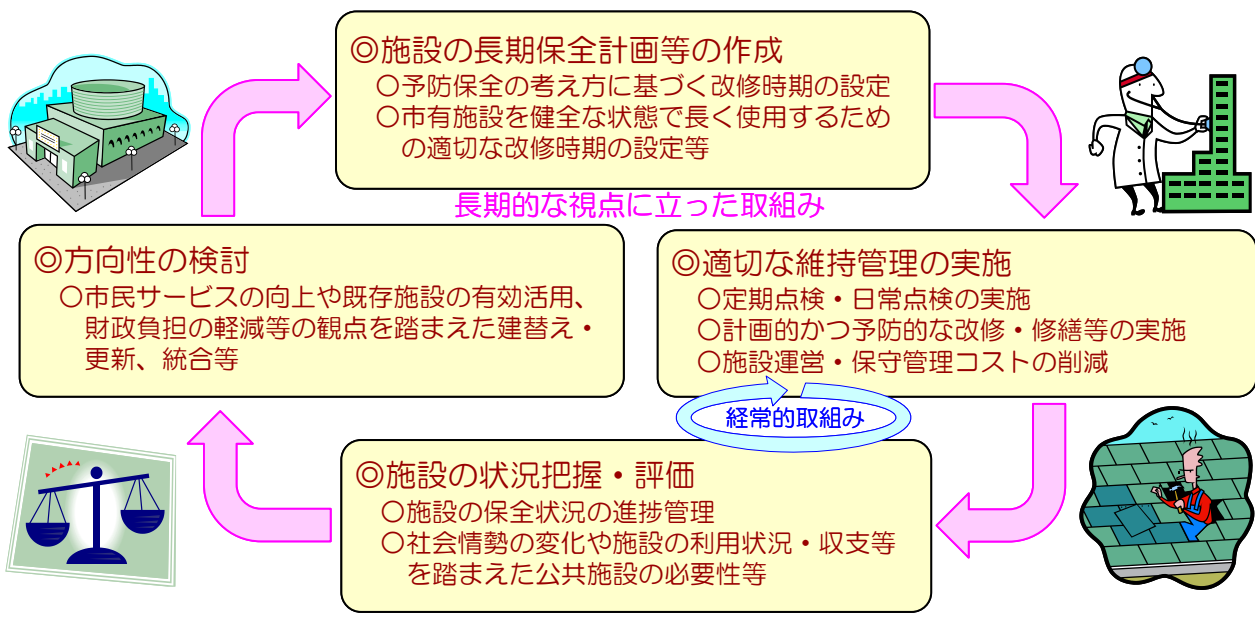 ◎施設の長期保全計画等の作成
○予防保全の考え方に基づく改修時期の設定
○市有施設を健全な状態で長く使用するため
の適切な改修時期の設定等
長期的な視点に立った取組み
◎方向性の検討
○市民サービスの向上や既存施設の有効活用、
財政負担の軽減等の観点を踏まえた建替え・
更新、統合等
◎適切な維持管理の実施
○定期点検・日常点検の実施
○計画的かつ予防的な改修・修繕等の実施
○施設運営・保守管理コストの削減
経常的取組み
◎施設の状況把握・評価
○施設の保全状況の進捗管理
○社会情勢の変化や施設の利用状況・収支等
を踏まえた公共施設の必要性等